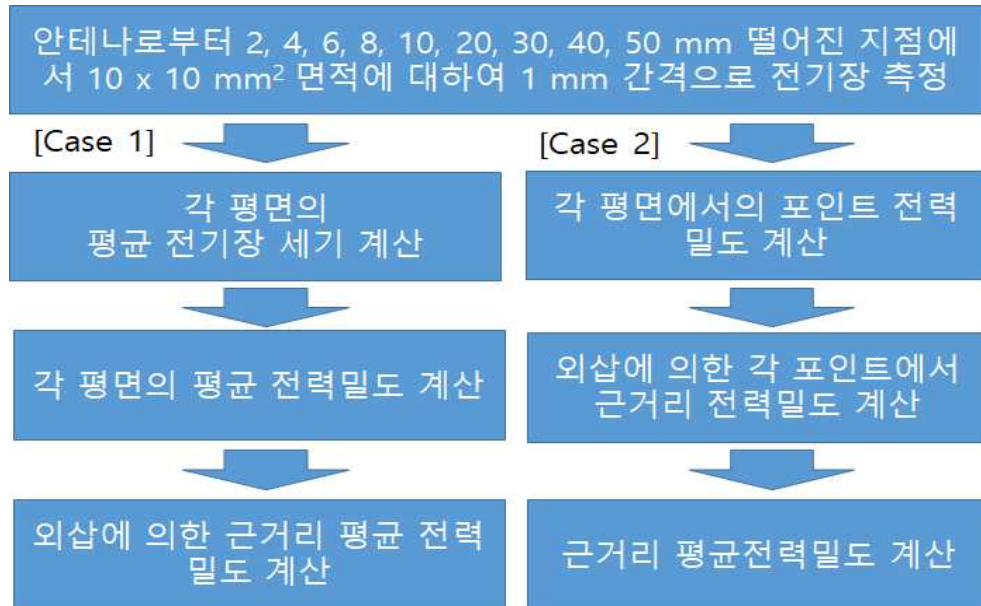 안테나로부터 2, 4, 6, 8, 10, 20, 30, 40, 50 mm 떨어진 지점에
서 10 x 10 mm² 면적에 대하여 1 mm 간격으로 전기장 측정
[Case 1]
각 평면의
평균 전기장 세기 계산
각 평면의 평균 전력밀도 계산
외삽에 의한 근거리 평균 전력
밀도 계산
[Case 2]
각 평면에서의 포인트 전력
밀도 계산
외삽에 의한 각 포인트에서
근거리 전력밀도 계산
근거리 평균전력밀도 계산